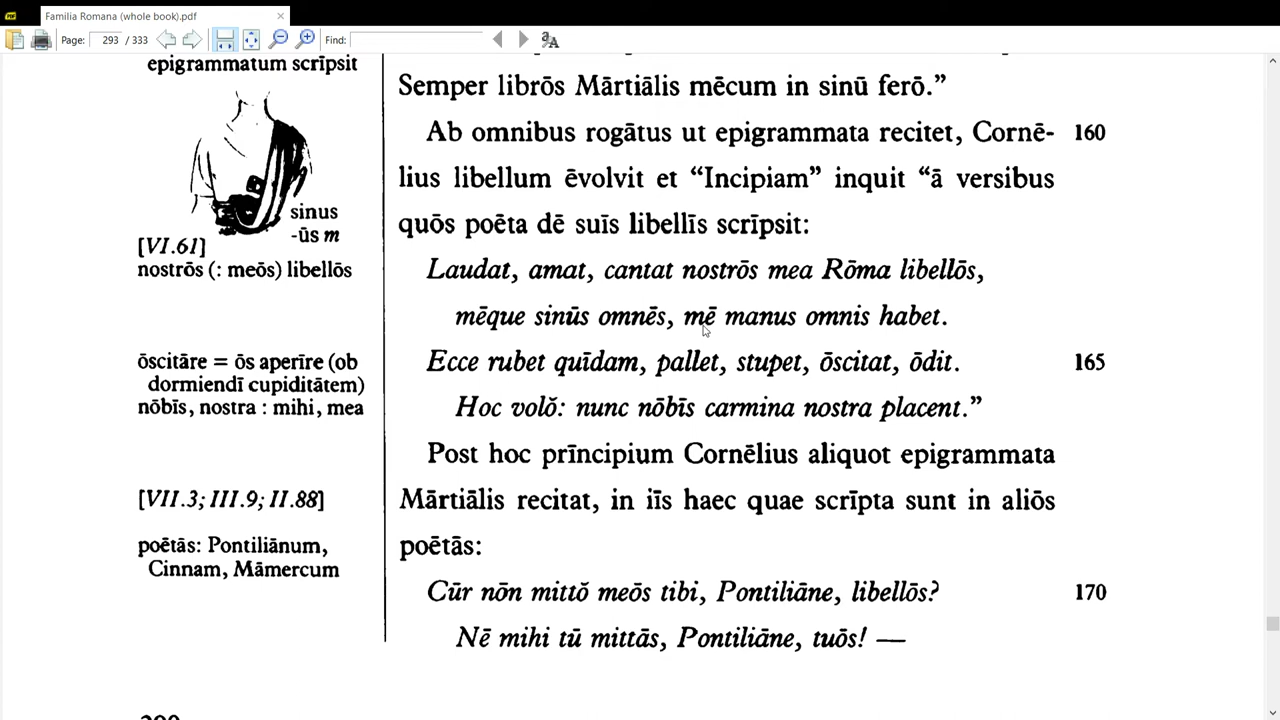 Familia Romana (whole book).pdf
Page: 293 / 333 Find:
epigrammatum scrīpsit
sinus
-ūs m
[VI.61]
nostrōs (: meōs) libellōs
ōscitāre = ōs aperīre (ob
dormiendī cupiditātem)
nōbīs, nostra : mihi, mea
[VII.3; III.9; II.88]
poētās: Pontiliānum,
Cinnam, Māmercum
Semper librōs Mārtiālis mēcum in sinū ferō.”
Ab omnibus rogātus ut epigrammata recitet, Cornē- 160
lius libellum ēvolvit et “Incipiam” inquit “ā versibus
quōs poēta dē suīs libellīs scrīpsit:
Laudat, amat, cantat nostrōs mea Rōma libellōs,
mēque sinūs omnēs, mē manus omnis habet.
Ecce rubet quīdam, pallet, stupet, ōscitat, ōdit. 165
Hoc volŏ: nunc nōbīs carmina nostra placent.”
Post hoc prīncipium Cornēlius aliquot epigrammata
Mārtiālis recitat, in iīs haec quae scrīpta sunt in aliōs
poētās:
Cūr nōn mittŏ meōs tibi, Pontiliāne, libellōs? 170
Nē mihi tū mittās, Pontiliāne, tuōs! —